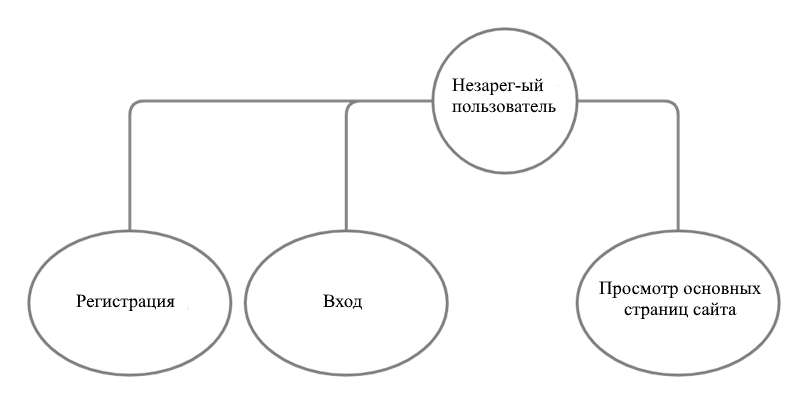 Незарег-ый
пользователь
Регистрация
Вход
Просмотр основных
страниц сайта